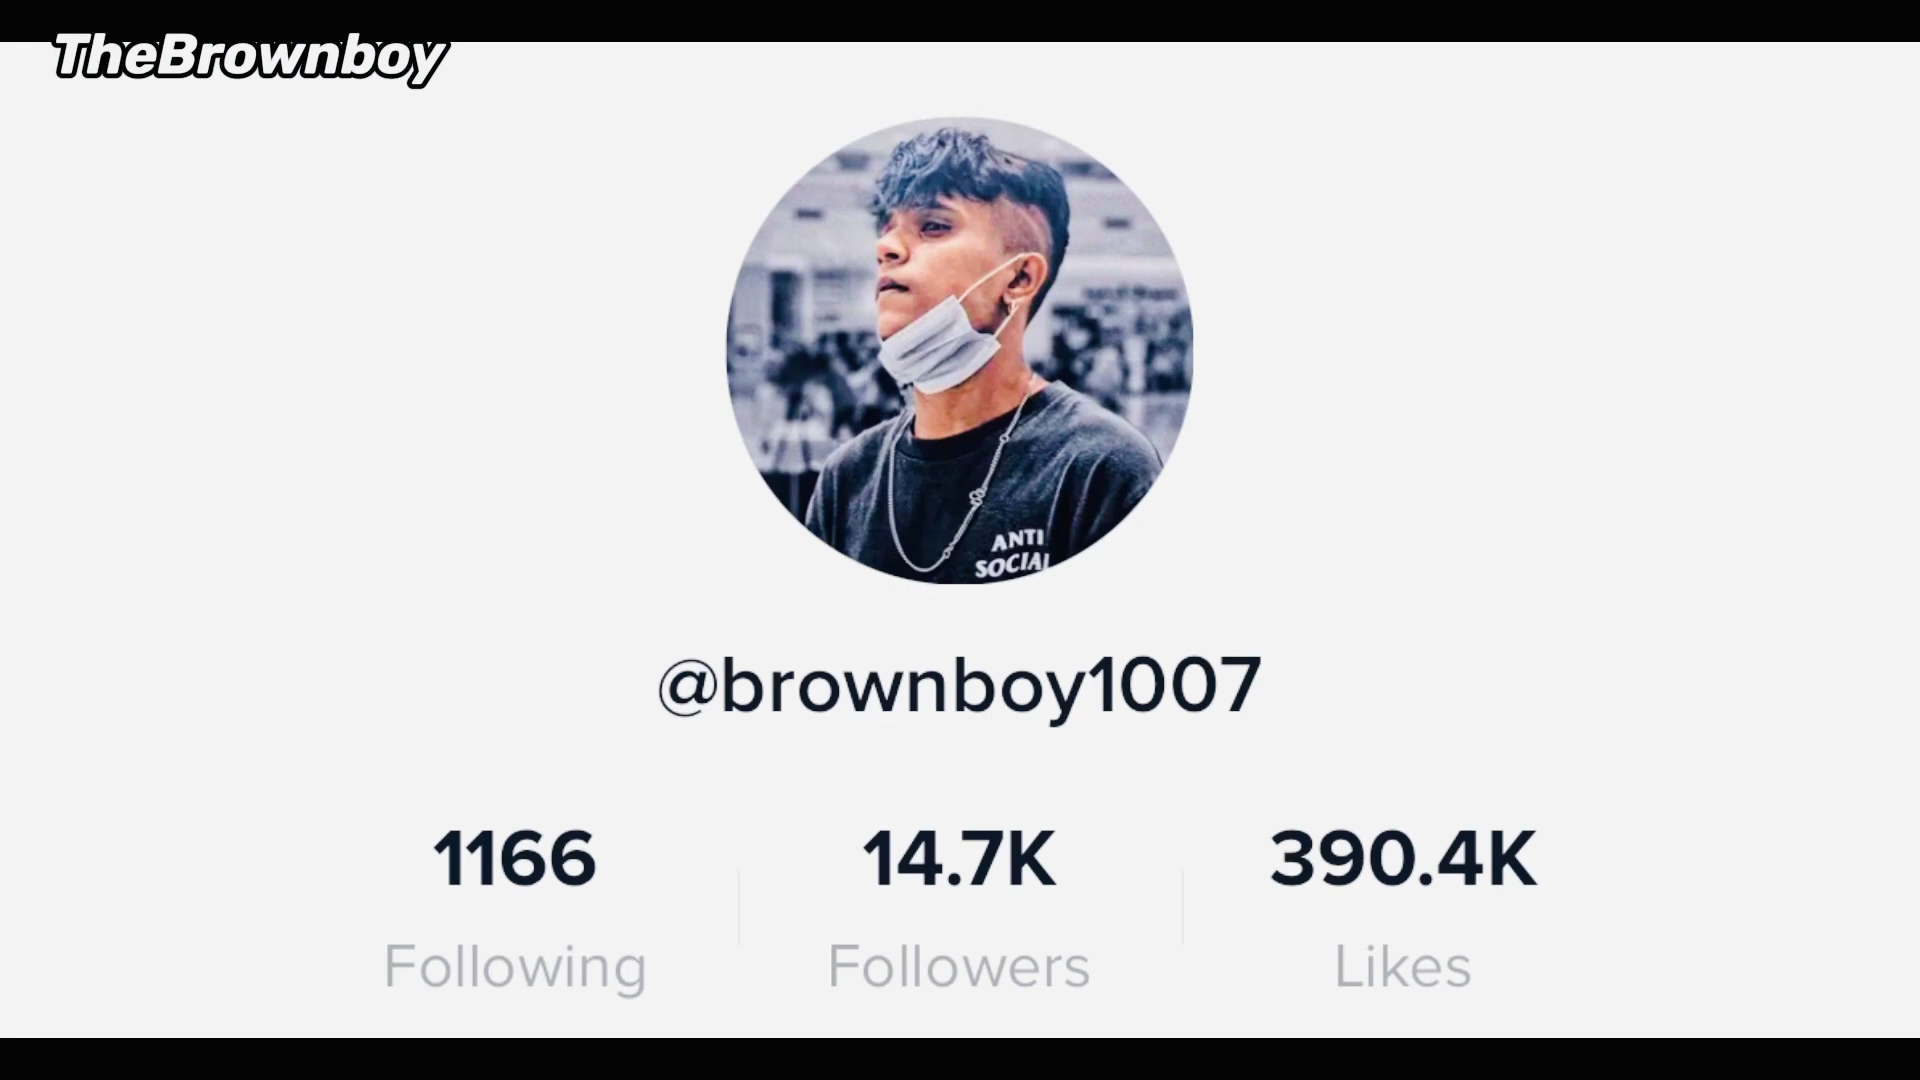 TheBrownboy
ANTI
SOCIAL
@brownboy1007
1166
14.7K
390.4K
Following
Followers
Likes